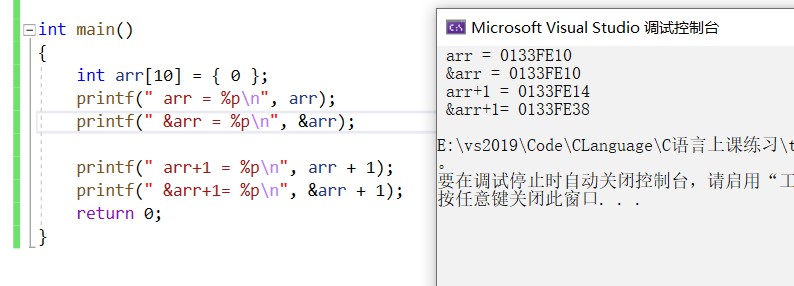 int main()
{
int arr[10] = { 0 };
printf(" arr = %p\n", arr);
printf(" &arr = %p\n", &arr);
printf(" arr+1 = %p\n", arr + 1);
printf(" &arr+1= %p\n", &arr + 1);
return 0;
}
Microsoft Visual Studio 调试控制台
arr = 0133FE10
&arr = 0133FE10
arr+1 = 0133FE14
&arr+1= 0133FE38
E:\vs2019\Code\CLanguage\C语言上课练习\t
。
要在调试停止时自动关闭控制台，请启用“工
按任意键关闭此窗口. . .